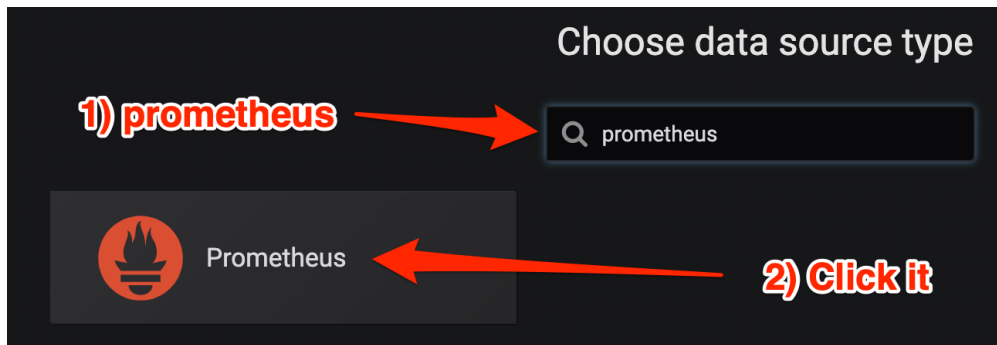 Choose data source type
1) prometheus
prometheus
Prometheus
2) Click it